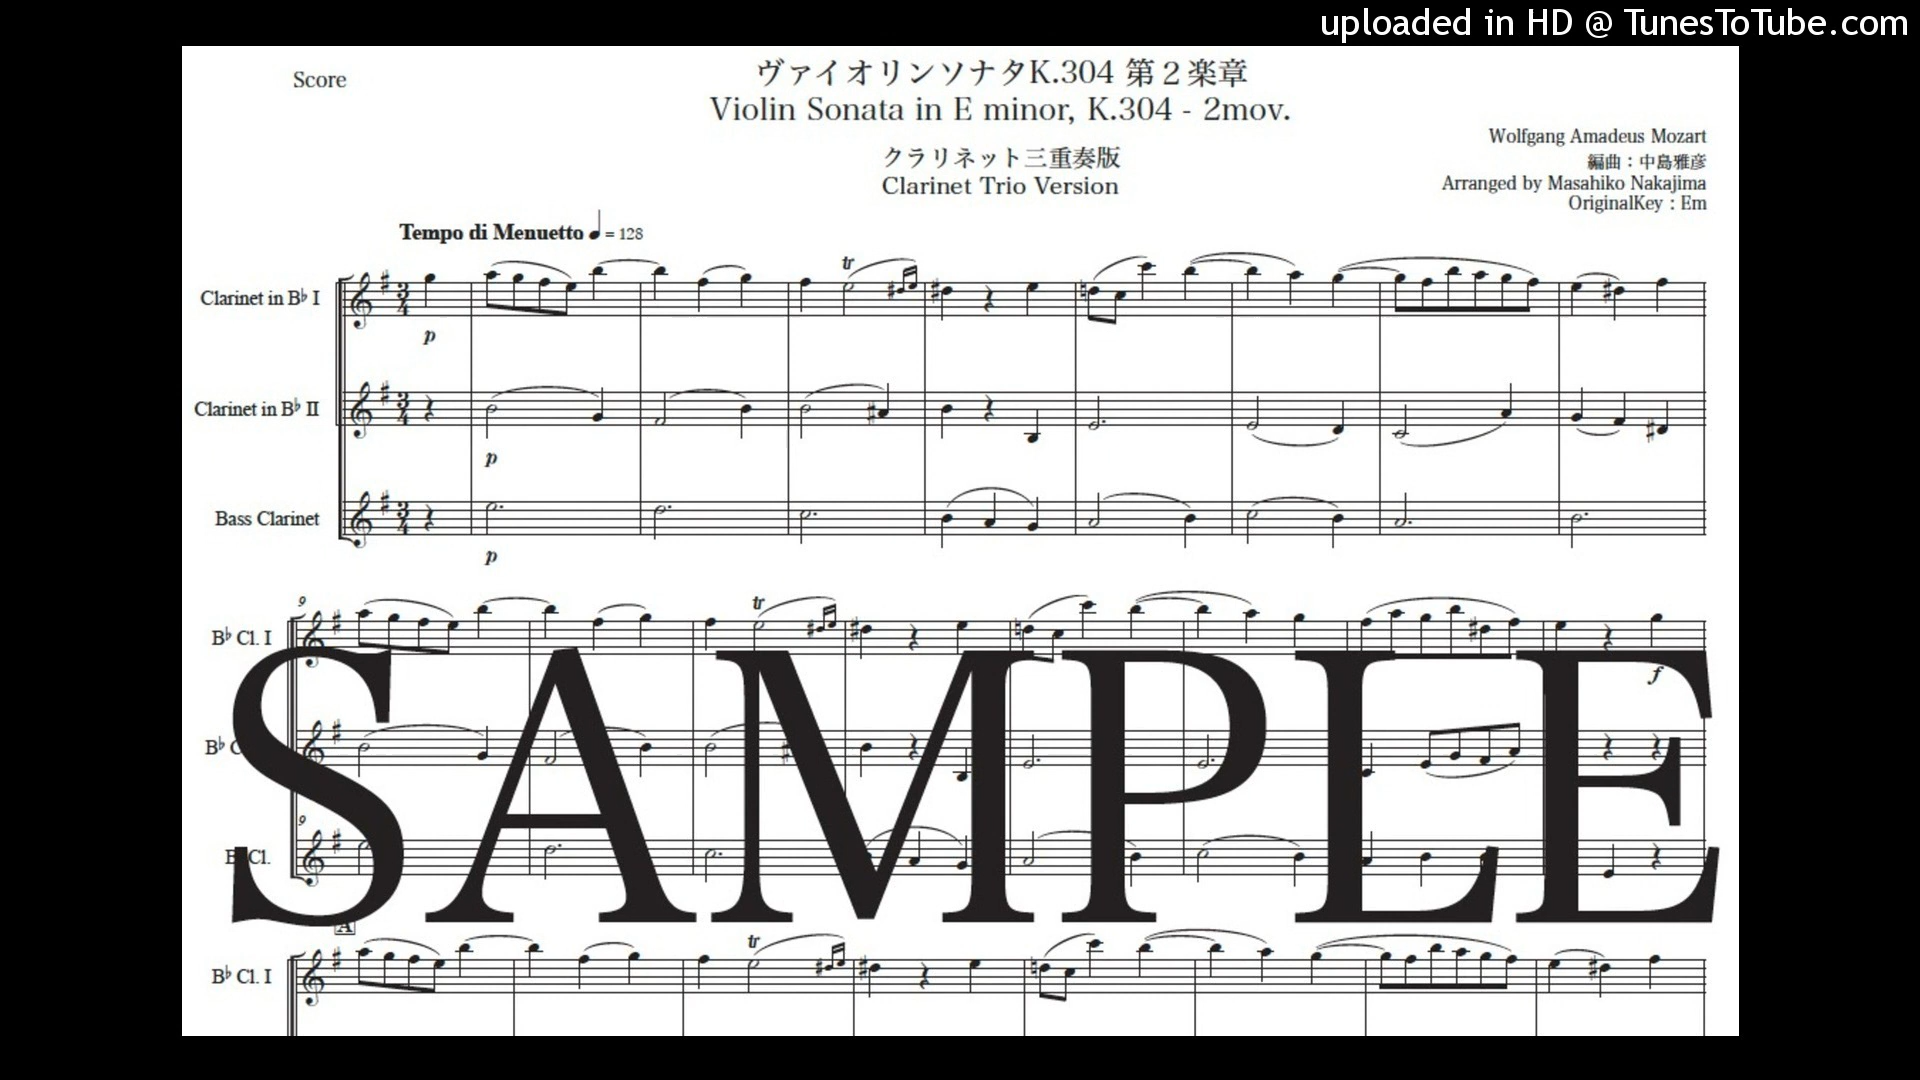 uploaded in HD @ TunesToTube.com
Score
ヴァイオリンソナタK.304 第２楽章
Violin Sonata in E minor, K.304 - 2mov.
クラリネット三重奏版
Clarinet Trio Version
Wolfgang Amadeus Mozart
編曲：中島雅彦
Arranged by Masahiko Nakajima
OriginalKey : Em
Tempo di Menuetto ♩ = 128
tr
Clarinet in B♭ I
p
Clarinet in B♭ II
p
Bass Clarinet
p
9
tr
B♭ Cl. I
f
SAMPLE
9
A
tr
B♭ Cl. I